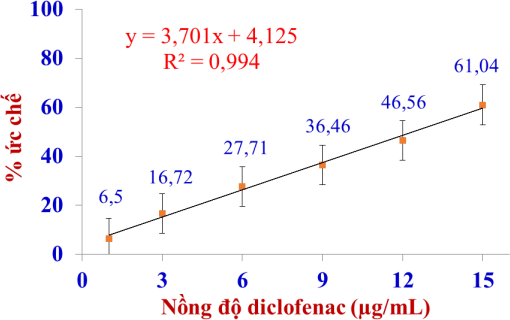 100
80
60
40
20
0
% ức chế
y = 3,701x + 4,125
R² = 0,994
6,5
16,72
27,71
36,46
46,56
61,04
0 3 6 9 12 15
Nồng độ diclofenac (µg/mL)